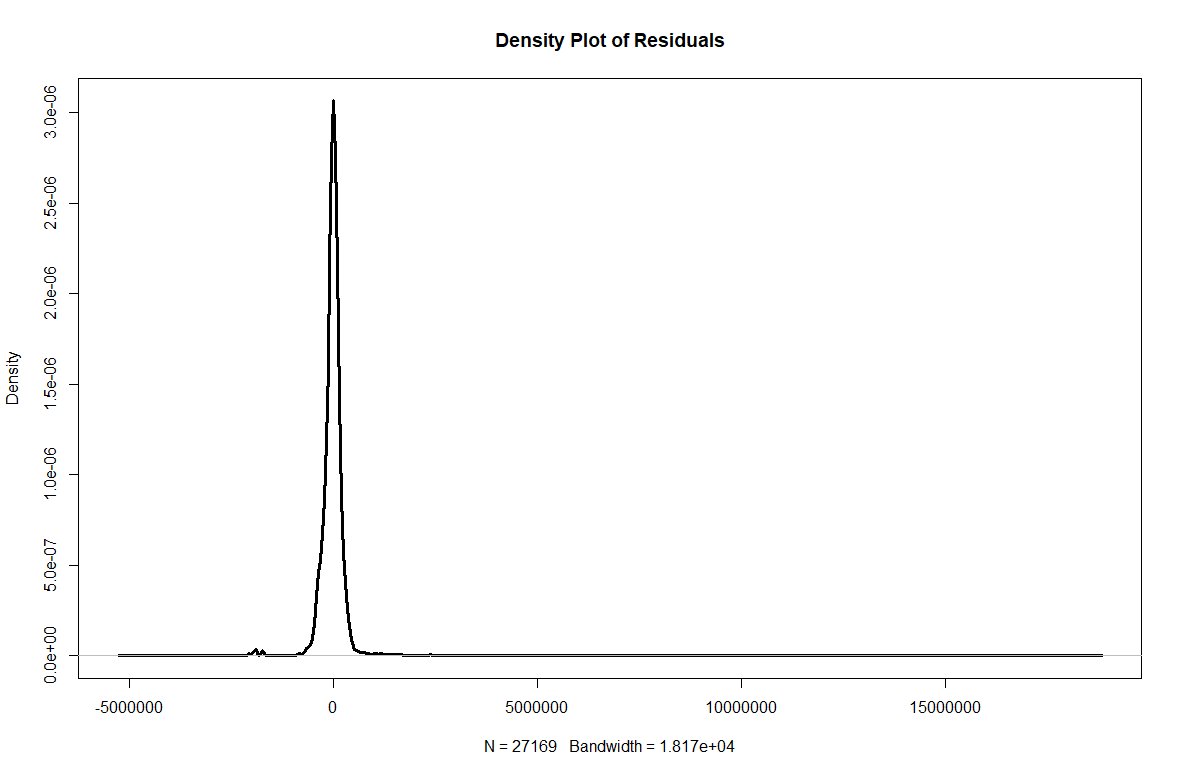 Density Plot of Residuals
Density
3.0e-06
2.5e-06
2.0e-06
1.5e-06
1.0e-06
5.0e-07
0.0e+00
-5000000 0 5000000 10000000 15000000
N = 27169 Bandwidth = 1.817e+04